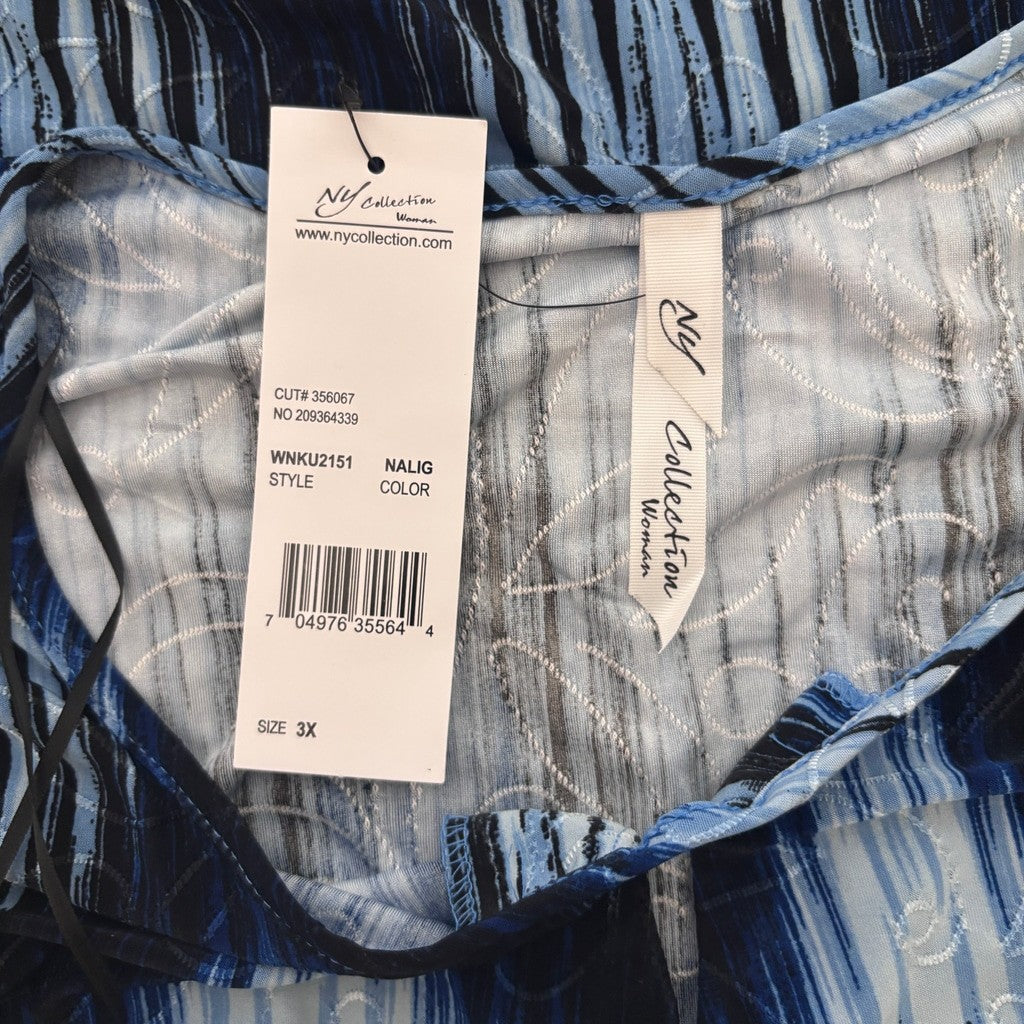 NY Collection
Woman
www.nycollection.com
CUT# 356067
NO 209364339
WNKU2151 NALIG
STYLE COLOR
7 04976 35564 4
SIZE 3X
NY Collection
Woman